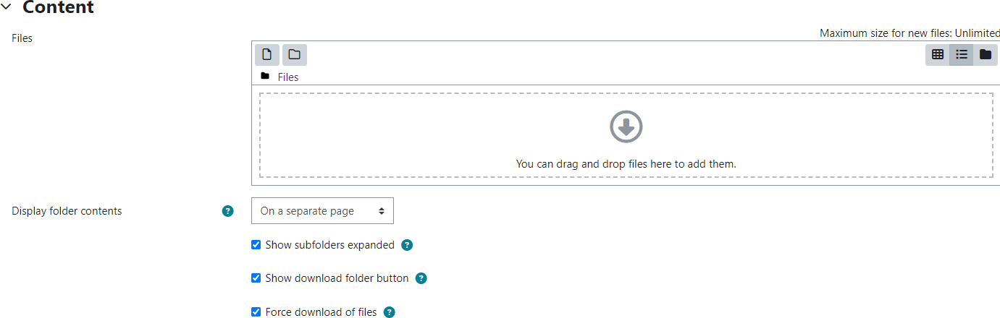 Content
Files
Maximum size for new files: Unlimited
Files
You can drag and drop files here to add them.
Display folder contents
?
On a separate page
Show subfolders expanded ?
Show download folder button ?
Force download of files ?